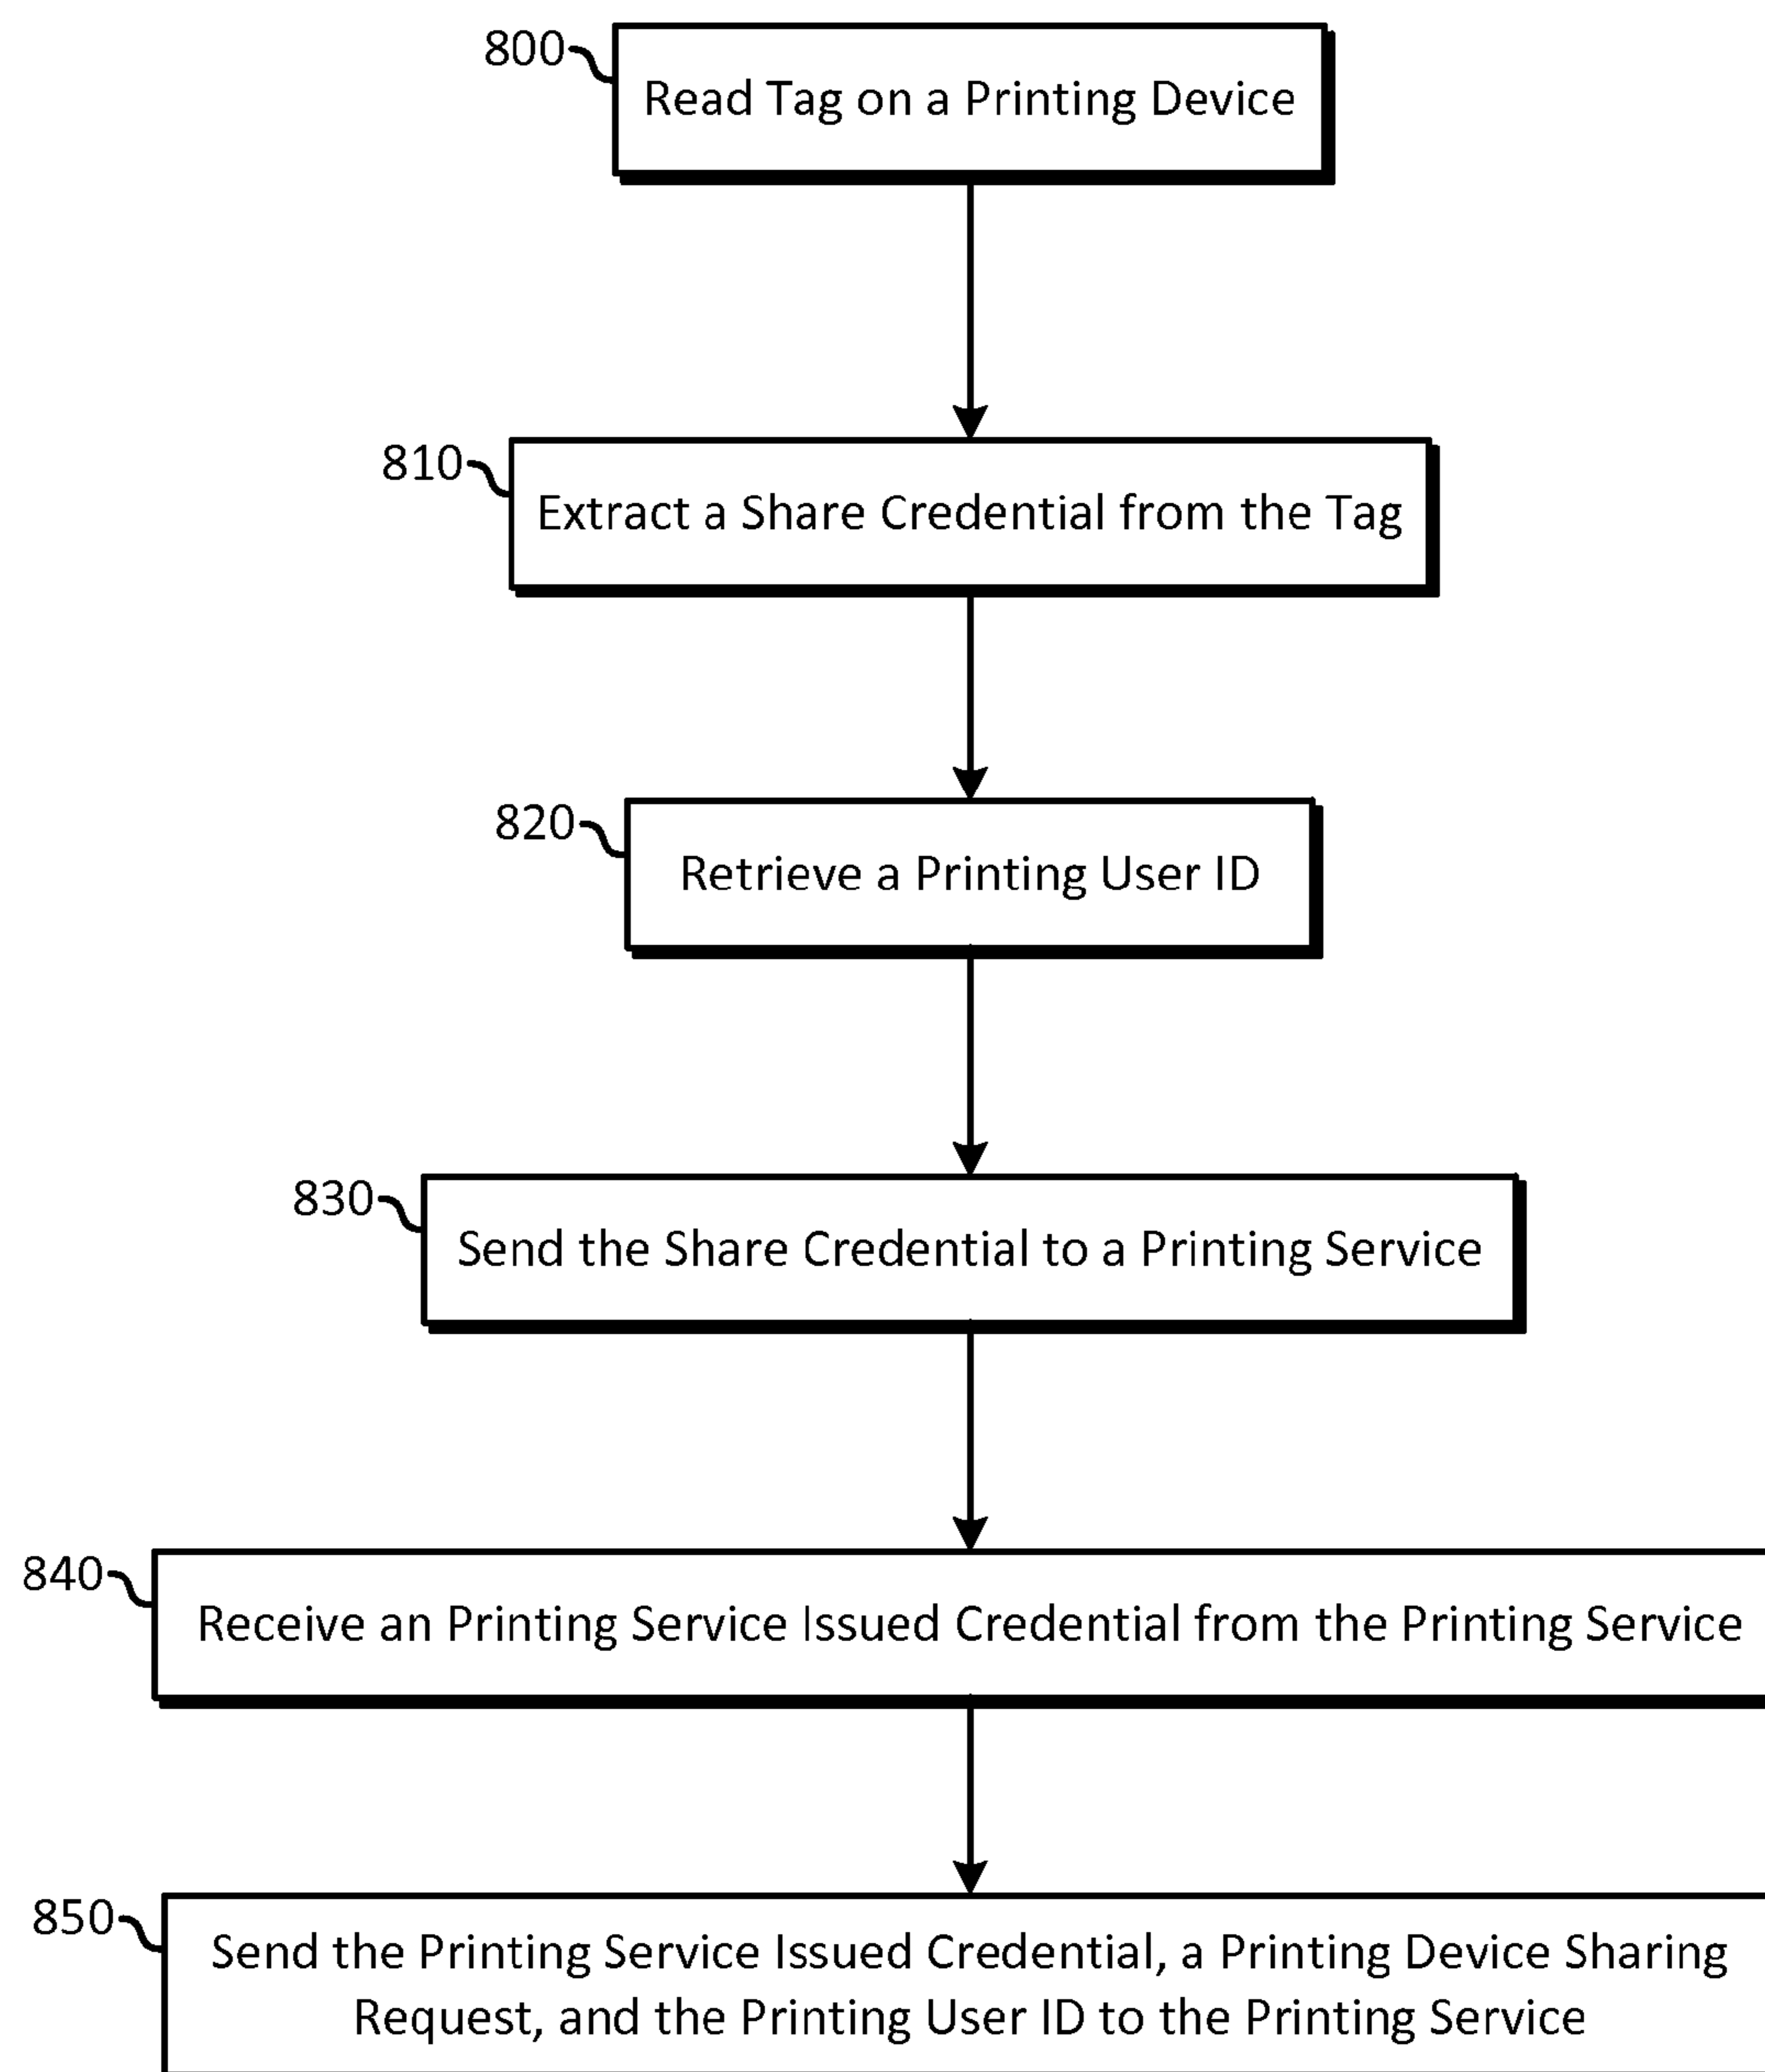 800
Read Tag on a Printing Device
810
Extract a Share Credential from the Tag
820
Retrieve a Printing User ID
830
Send the Share Credential to a Printing Service
840
Receive an Printing Service Issued Credential from the Printing Service
850
Send the Printing Service Issued Credential, a Printing Device Sharing
Request, and the Printing User ID to the Printing Service